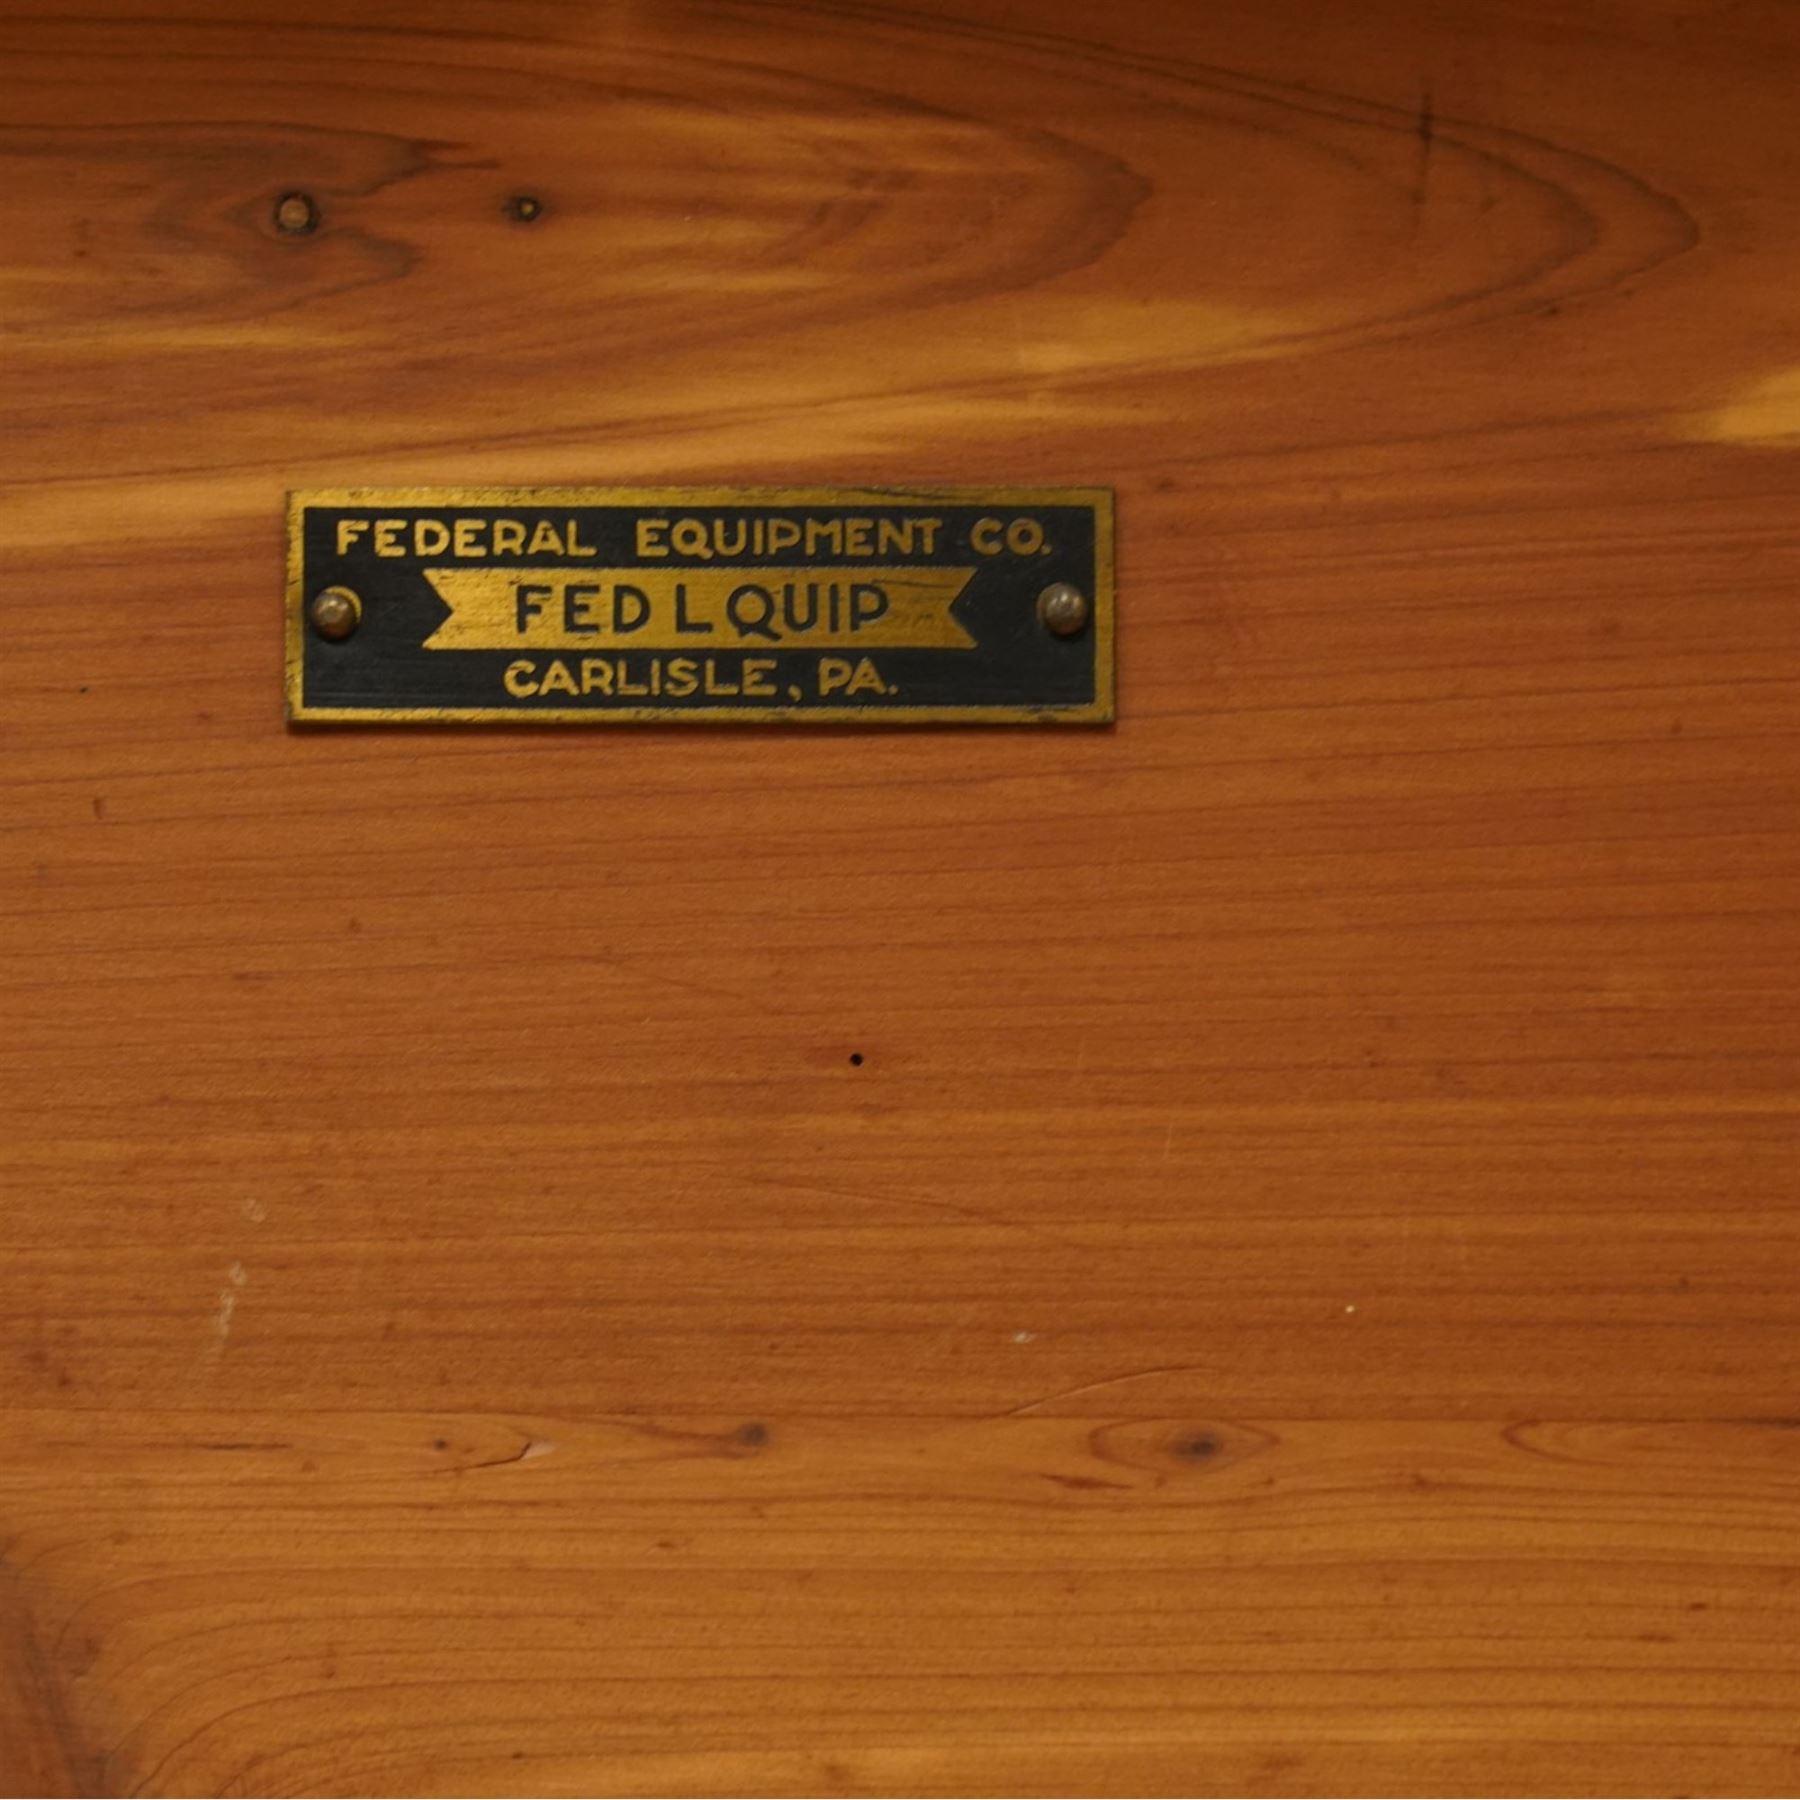 FEDERAL EQUIPMENT CO.
FED L QUIP
CARLISLE, PA.